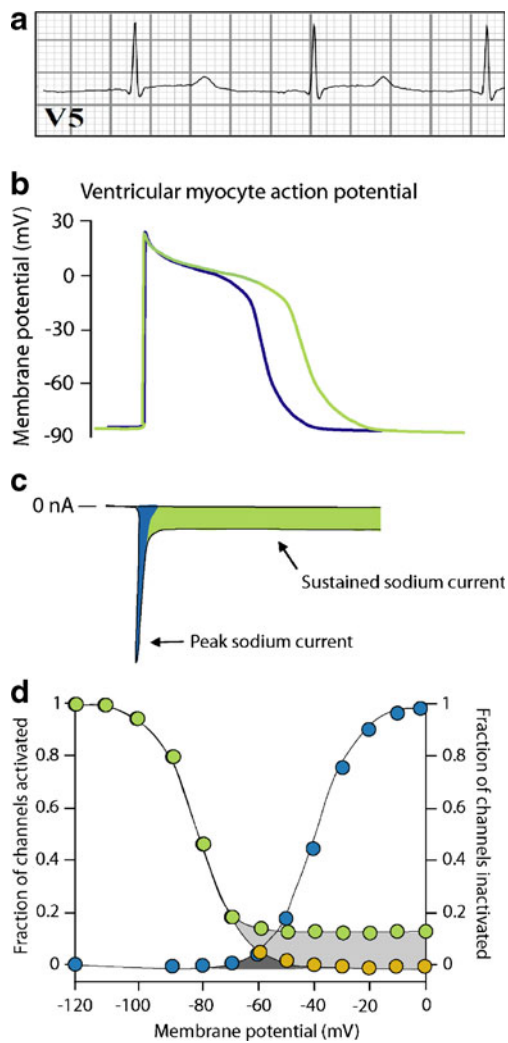 a
V5
b
Ventricular myocyte action potential
Membrane potential (mV)
30
0
-30
-60
-90
c
0 nA
Sustained sodium current
Peak sodium current
d
Fraction of channels activated
1
0.8
0.6
0.4
0.2
0
1
0.8
0.6
0.4
0.2
0
Fraction of channels inactivated
-120 -100 -80 -60 -40 -20 0
Membrane potential (mV)